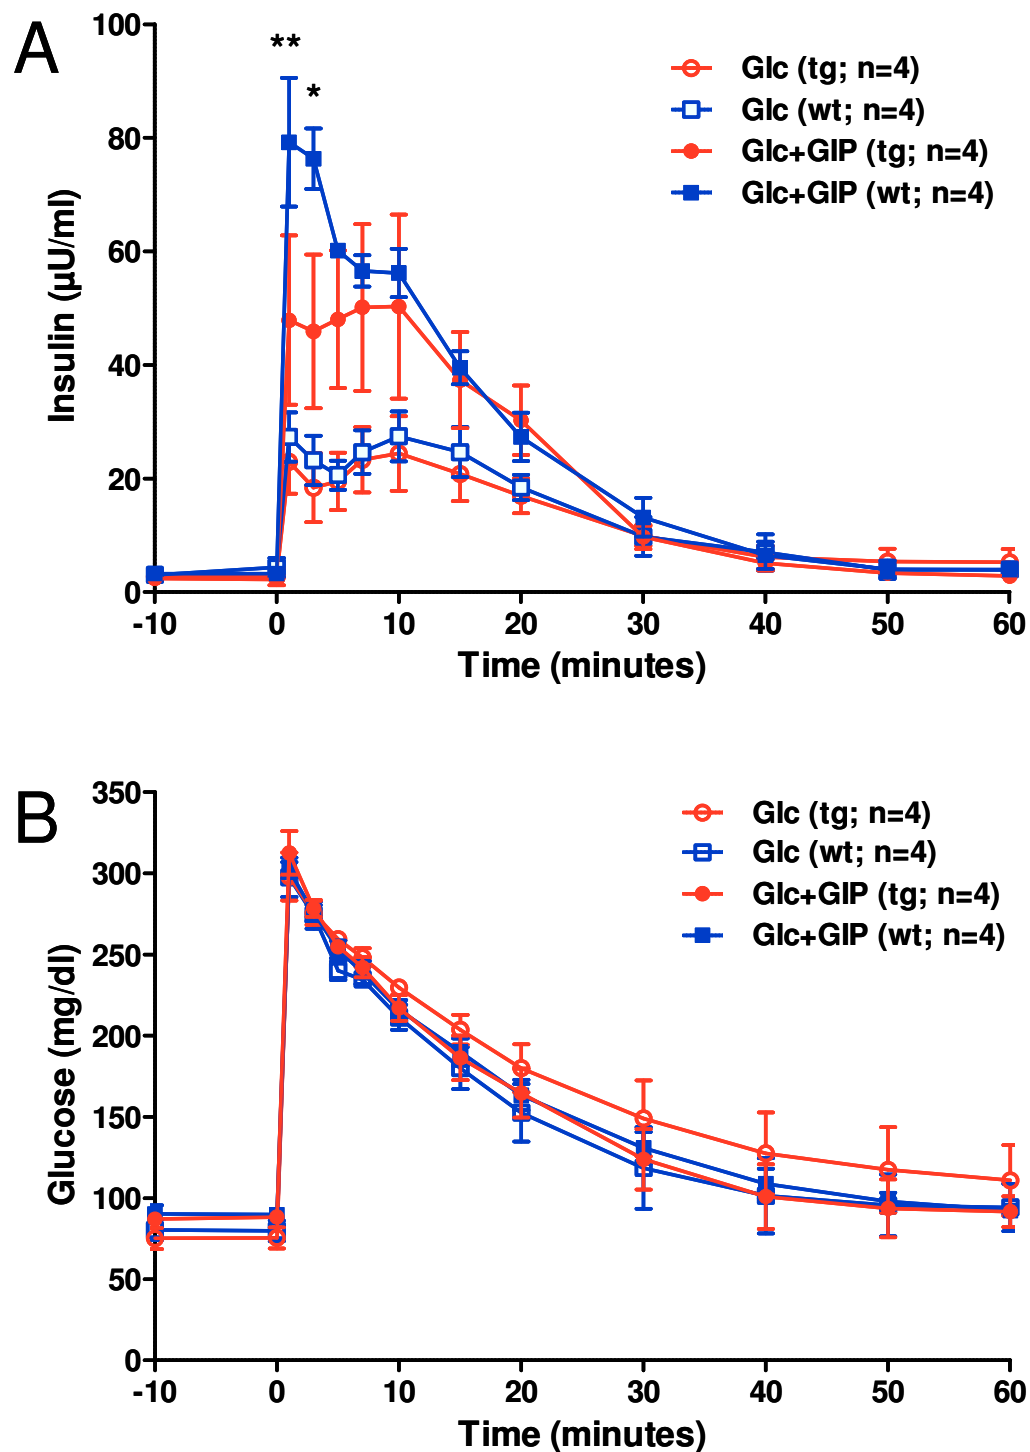 A
**
*
Glc (tg; n=4)
Glc (wt; n=4)
Glc+GIP (tg; n=4)
Glc+GIP (wt; n=4)
Insulin (µU/ml)
100
80
60
40
20
0
-10 0 10 20 30 40 50 60
Time (minutes)
B
Glc (tg; n=4)
Glc (wt; n=4)
Glc+GIP (tg; n=4)
Glc+GIP (wt; n=4)
Glucose (mg/dl)
350
300
250
200
150
100
50
0
-10 0 10 20 30 40 50 60
Time (minutes)